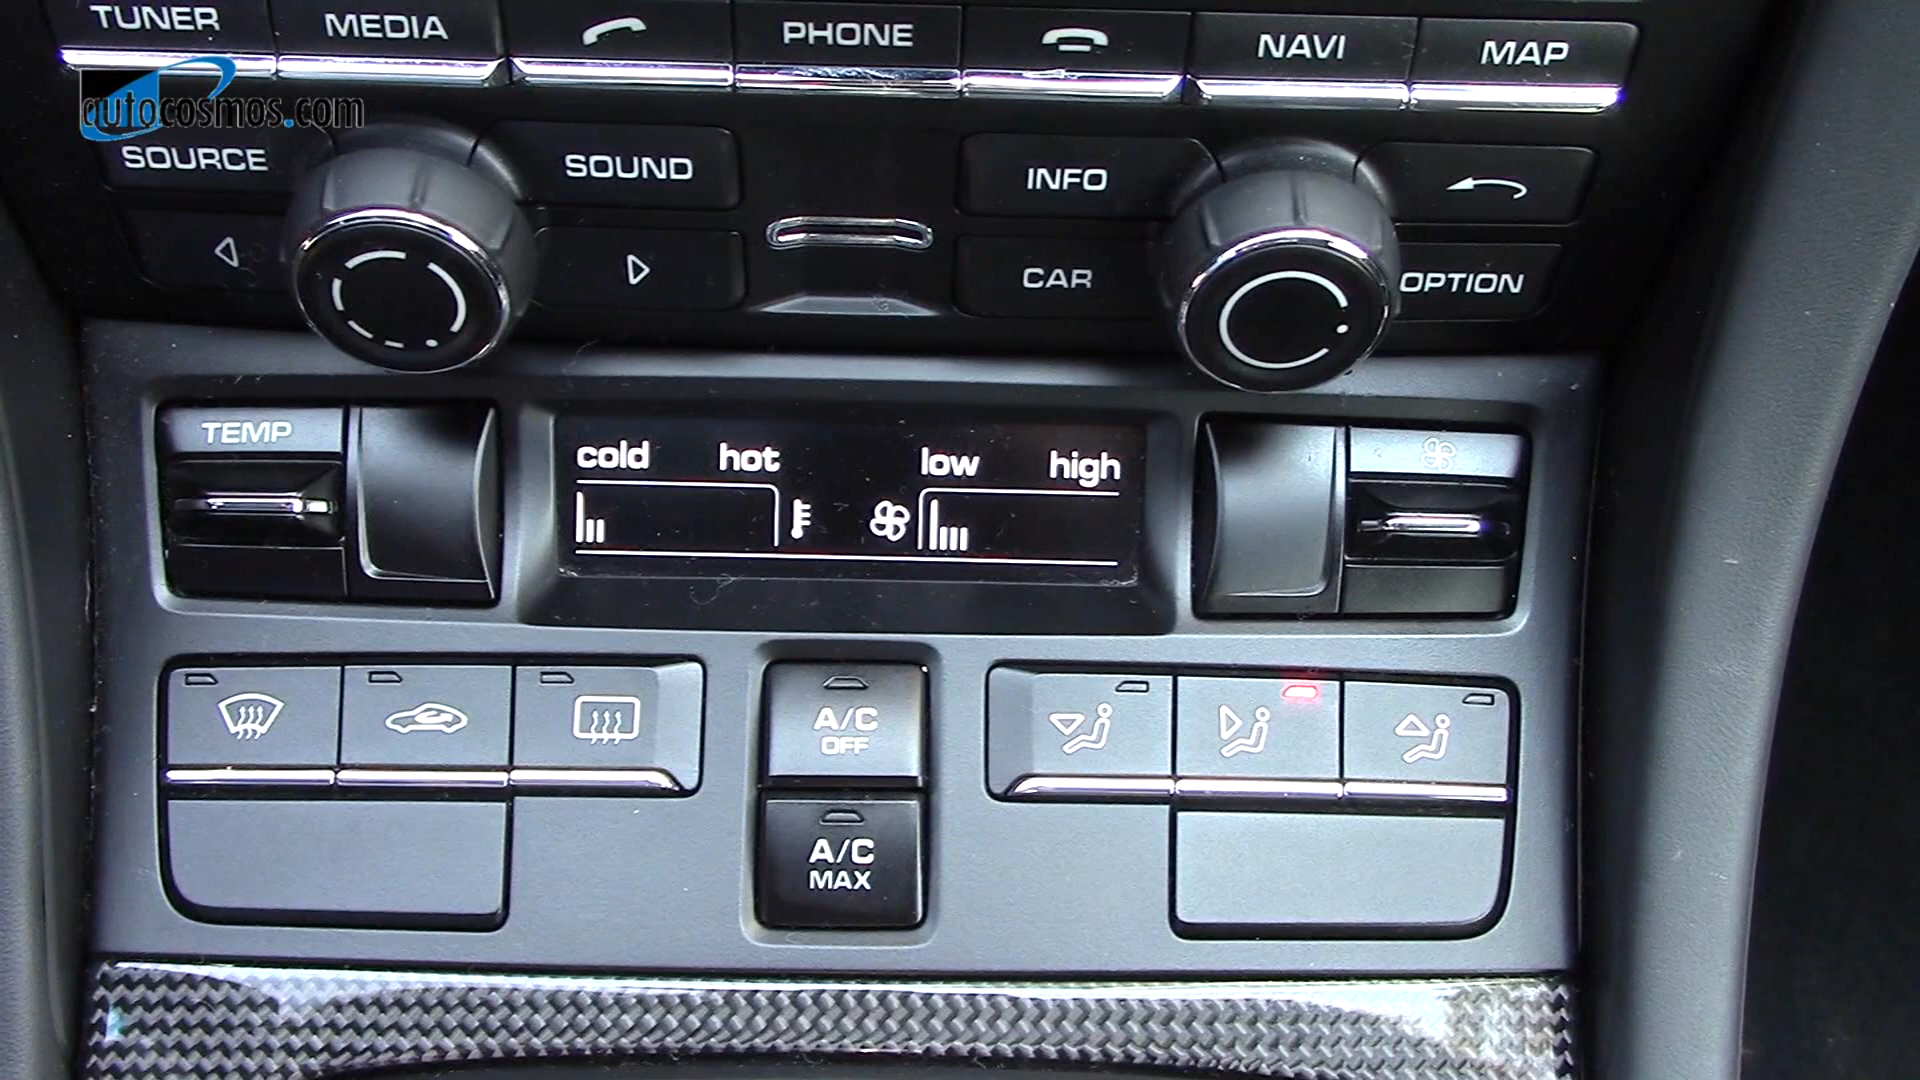 TUNER MEDIA PHONE NAVI MAP
autocosmos.com
SOURCE SOUND INFO
CAR OPTION
TEMP
cold hot low high
A/C
OFF
A/C
MAX